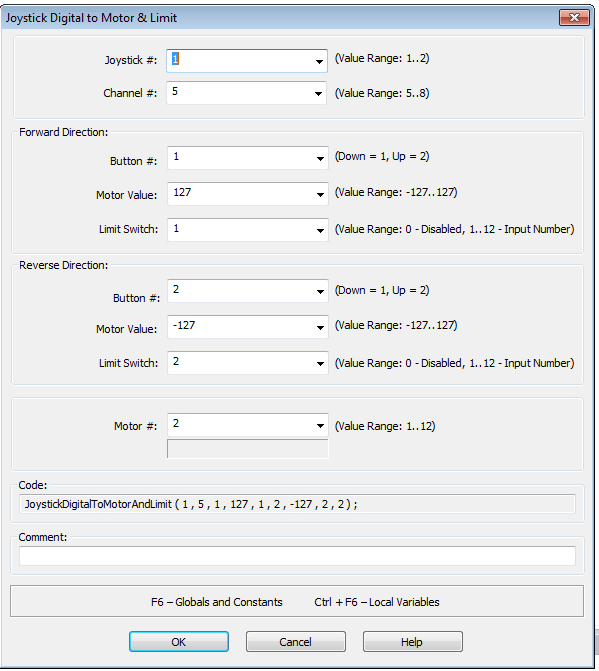 Joystick Digital to Motor & Limit
Joystick #: 1 (Value Range: 1..2)
Channel #: 5 (Value Range: 5..8)
Forward Direction:
Button #: 1 (Down = 1, Up = 2)
Motor Value: 127 (Value Range: -127..127)
Limit Switch: 1 (Value Range: 0 - Disabled, 1..12 - Input Number)
Reverse Direction:
Button #: 2 (Down = 1, Up = 2)
Motor Value: -127 (Value Range: -127..127)
Limit Switch: 2 (Value Range: 0 - Disabled, 1..12 - Input Number)
Motor #: 2 (Value Range: 1..12)
Code:
JoystickDigitalToMotorAndLimit ( 1 , 5 , 1 , 127 , 1 , 2 , -127 , 2 , 2 ) ;
Comment:
F6 – Globals and Constants Ctrl + F6 – Local Variables
OK Cancel Help